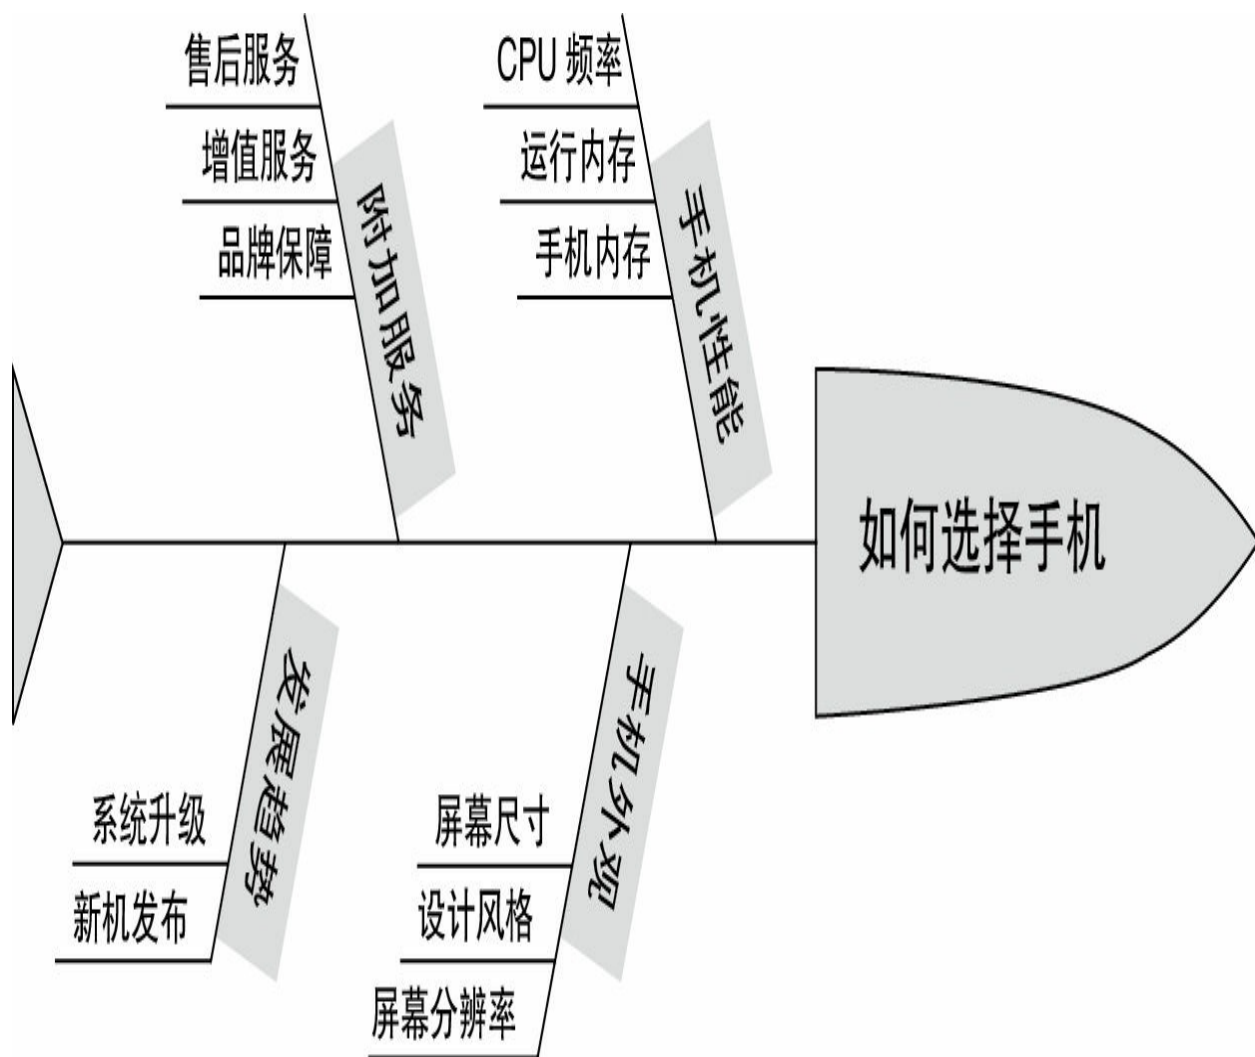 售后服务
增值服务
品牌保障
附加服务
CPU 频率
运行内存
手机内存
手机性能
如何选择手机
发展趋势
系统升级
新机发布
手机外观
屏幕尺寸
设计风格
屏幕分辨率